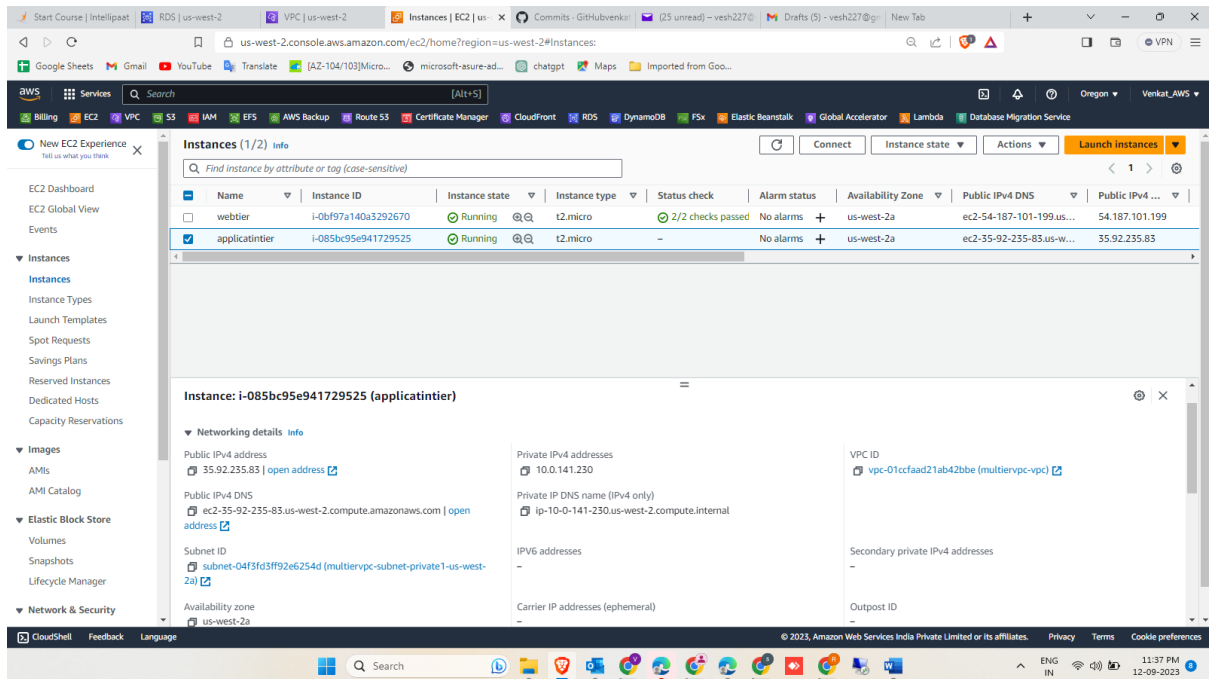 Start Course | Intellipaat
RDS | us-west-2
VPC | us-west-2
Instances | EC2 | us-
Commits · GitHubvenkat
(25 unread) – vesh227@
Drafts (5) - vesh227@gm
New Tab
us-west-2.console.aws.amazon.com/ec2/home?region=us-west-2#Instances:
VPN
Google Sheets
Gmail
YouTube
Translate
[AZ-104/103]Micro...
microsoft-asure-ad...
chatgpt
Maps
Imported from Goo...
aws
Services
Search
[Alt+S]
Oregon
Venkat_AWS
Billing
EC2
VPC
S3
IAM
EFS
AWS Backup
Route 53
Certificate Manager
CloudFront
RDS
DynamoDB
FSx
Elastic Beanstalk
Global Accelerator
Lambda
Database Migration Service
New EC2 Experience
Tell us what you think
EC2 Dashboard
EC2 Global View
Events
Instances
Instances
Instance Types
Launch Templates
Spot Requests
Savings Plans
Reserved Instances
Dedicated Hosts
Capacity Reservations
Images
AMIs
AMI Catalog
Elastic Block Store
Volumes
Snapshots
Lifecycle Manager
Network & Security
Instances (1/2) Info
Connect
Instance state
Actions
Launch instances
Find instance by attribute or tag (case-sensitive)
1
Name Instance ID Instance state Instance type Status check Alarm status Availability Zone Public IPv4 DNS Public IPv4 ...
webtier i-0bf97a140a3292670 Running t2.micro 2/2 checks passed No alarms + us-west-2a ec2-54-187-101-199.us... 54.187.101.199
applicatintier i-085bc95e941729525 Running t2.micro – No alarms + us-west-2a ec2-35-92-235-83.us-w... 35.92.235.83
Instance: i-085bc95e941729525 (applicatintier)
Networking details Info
Public IPv4 address
35.92.235.83 | open address
Private IPv4 addresses
10.0.141.230
VPC ID
vpc-01ccfaad21ab42bbe (multiervpc-vpc)
Public IPv4 DNS
ec2-35-92-235-83.us-west-2.compute.amazonaws.com | open
address
Private IP DNS name (IPv4 only)
ip-10-0-141-230.us-west-2.compute.internal
Subnet ID
subnet-04f3fd3ff92e6254d (multiervpc-subnet-private1-us-west-
2a)
IPV6 addresses
–
Secondary private IPv4 addresses
–
Availability zone
us-west-2a
Carrier IP addresses (ephemeral)
–
Outpost ID
–
CloudShell
Feedback
Language
© 2023, Amazon Web Services India Private Limited or its affiliates.
Privacy
Terms
Cookie preferences
Search
ENG
IN
11:37 PM
12-09-2023
8